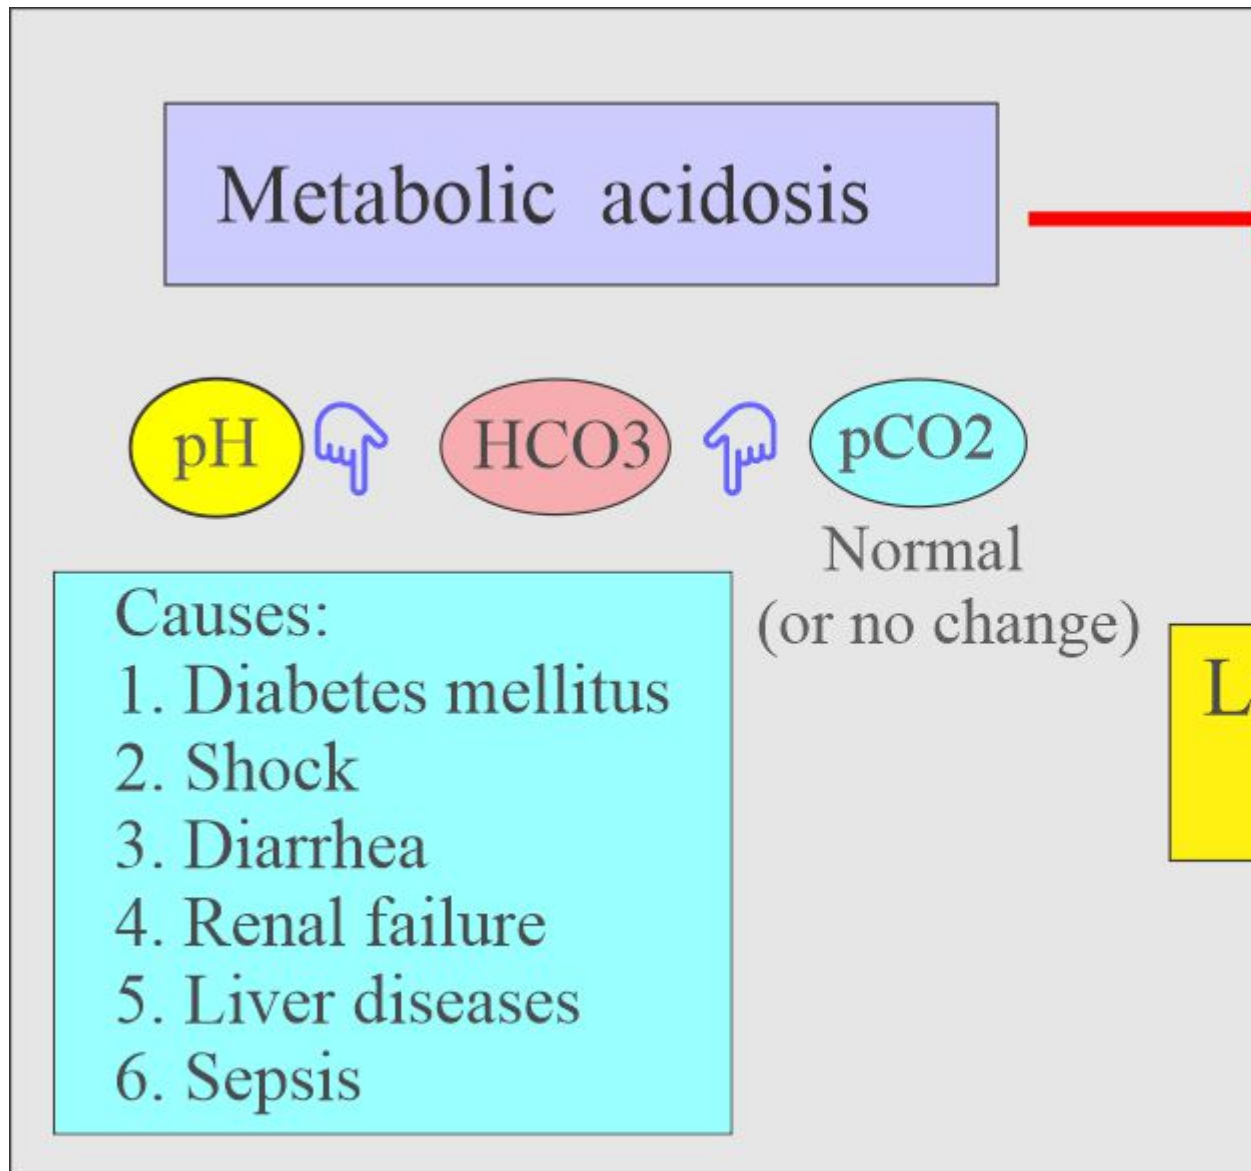 Metabolic acidosis
pH HCO3 pCO2
Normal
(or no change)
Causes:
1. Diabetes mellitus
2. Shock
3. Diarrhea
4. Renal failure
5. Liver diseases
6. Sepsis
L